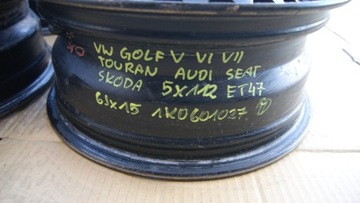 VW GOLF V VI VII
TOURAN AUDI SEAT
SKODA 5X112 ET47
6JX15 1K0601027